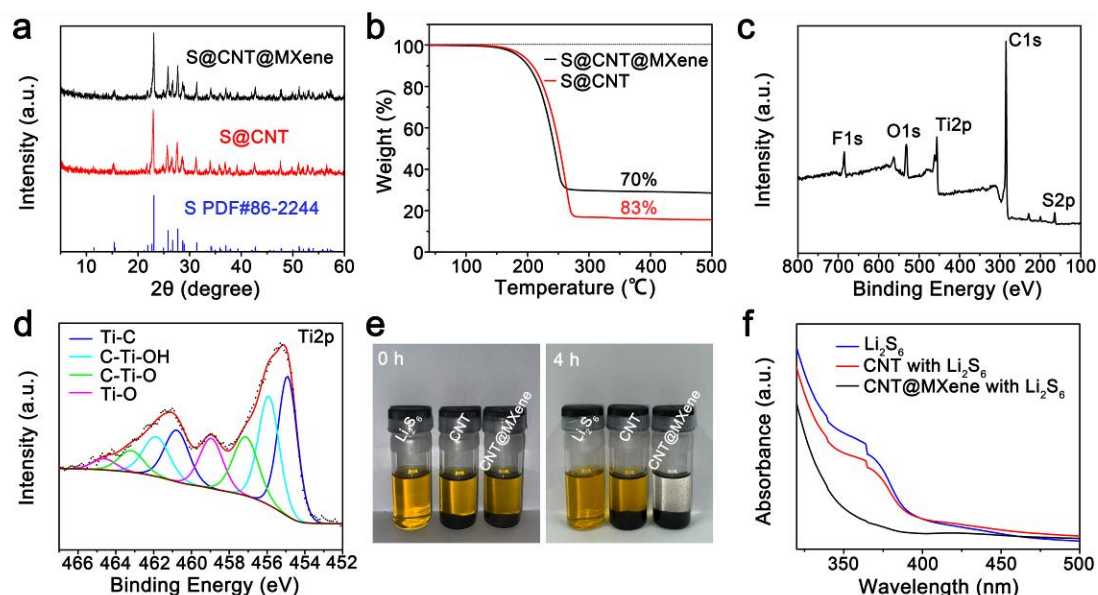 a
S@CNT@MXene
S@CNT
S PDF#86-2244
Intensity (a.u.)
10 20 30 40 50 60
2θ (degree)
b
100
80
60
40
20
0
S@CNT@MXene
S@CNT
70%
83%
Weight (%)
100 200 300 400 500
Temperature (℃)
c
C1s
F1s
O1s
Ti2p
S2p
Intensity (a.u.)
800 700 600 500 400 300 200 100
Binding Energy (eV)
d
Ti2p
Ti-C
C-Ti-OH
C-Ti-O
Ti-O
Intensity (a.u.)
466 464 462 460 458 456 454 452
Binding Energy (eV)
e
0 h
Li₂S₆
CNT
CNT@MXene
4 h
Li₂S₆
CNT
CNT@MXene
f
Li₂S₆
CNT with Li₂S₆
CNT@MXene with Li₂S₆
Absorbance (a.u.)
350 400 450 500
Wavelength (nm)